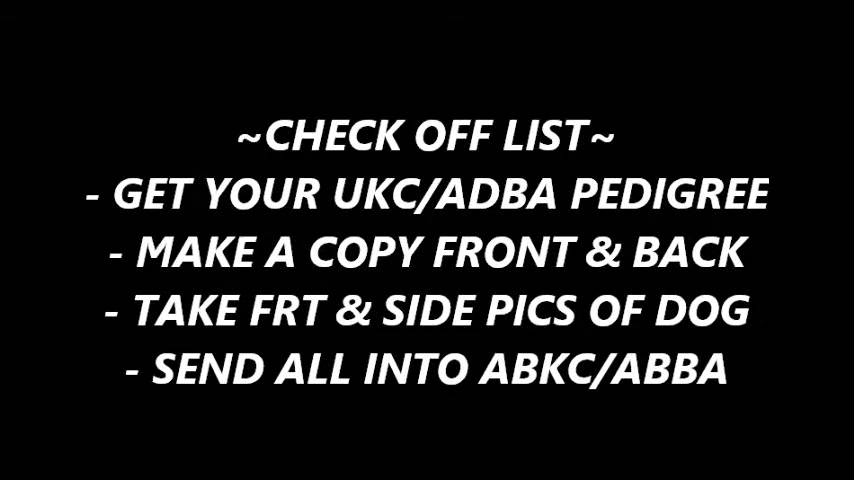 ~CHECK OFF LIST~
- GET YOUR UKC/ADBA PEDIGREE
- MAKE A COPY FRONT & BACK
- TAKE FRT & SIDE PICS OF DOG
- SEND ALL INTO ABKC/ABBA